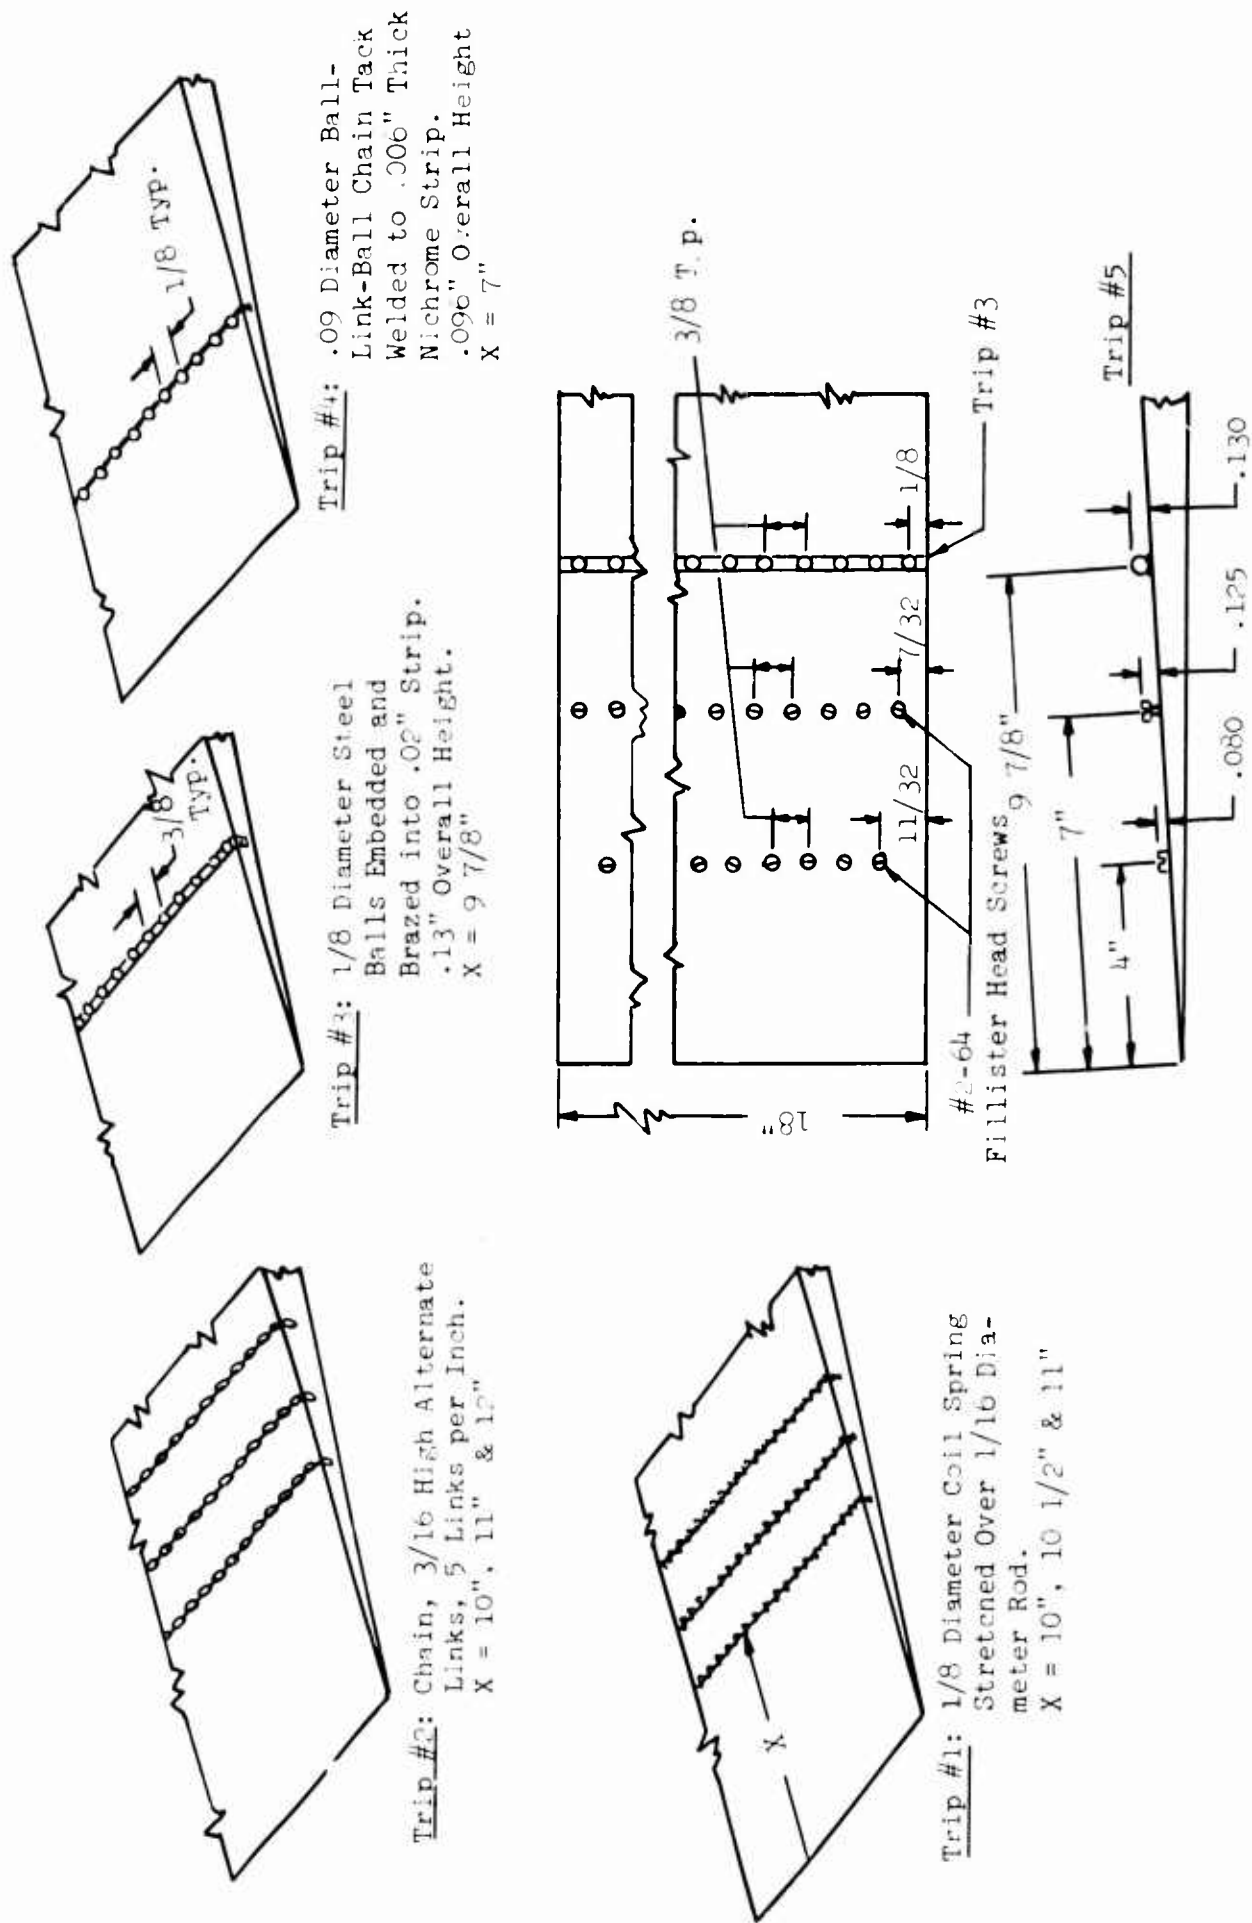 Trip #2: Chain, 3/16 High Alternate
Links, 5 Links per Inch.
X = 10", 11" & 12"
3/8
Typ.
Trip #3: 1/8 Diameter Steel
Balls Embedded and
Brazed into .02" Strip.
.13" Overall Height.
X = 9 7/8"
1/8 Typ.
Trip #4: .09 Diameter Ball-
Link-Ball Chain Tack
Welded to .006" Thick
Nichrome Strip.
.096" Overall Height
X = 7"
X
Trip #1: 1/8 Diameter Coil Spring
Stretched Over 1/16 Dia-
meter Rod.
X = 10", 10 1/2" & 11"
18"
3/8 T p.
11/32
7/32
1/8
Trip #3
#2-64
Fillister Head Screws
9 7/8"
7"
4"
.080
.125
.130
Trip #5